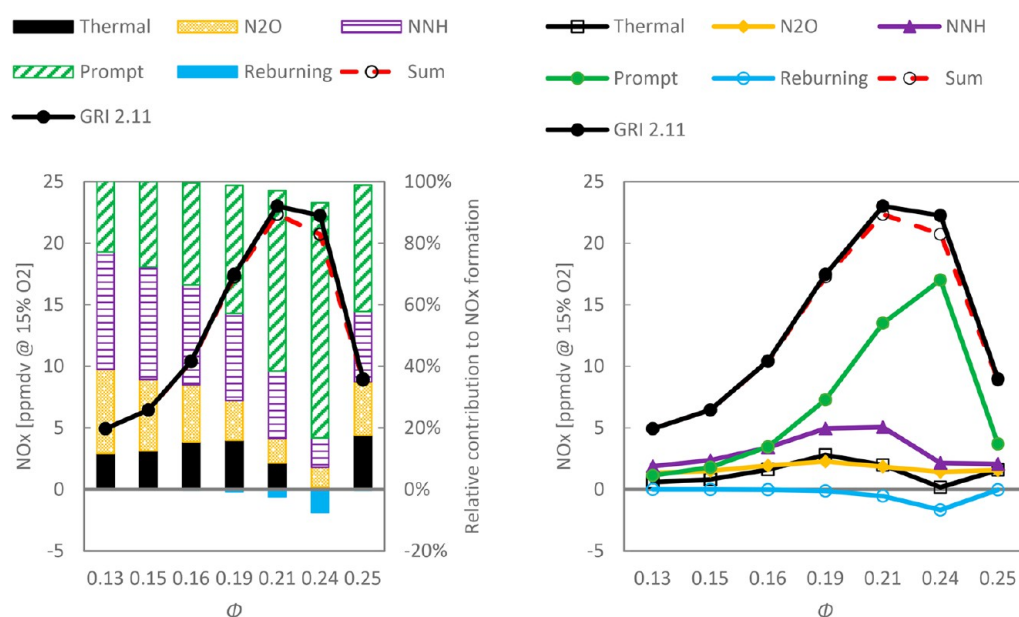 Thermal N2O NNH
Prompt Reburning Sum
GRI 2.11
25
20
15
10
5
0
-5
NOx [ppmdv @ 15% O2]
100%
80%
60%
40%
20%
0%
-20%
Relative contribution to NOx formation
0.13 0.15 0.16 0.19 0.21 0.24 0.25
Φ
Thermal N2O NNH
Prompt Reburning Sum
GRI 2.11
25
20
15
10
5
0
-5
NOx [ppmdv @ 15% O2]
0.13 0.15 0.16 0.19 0.21 0.24 0.25
Φ